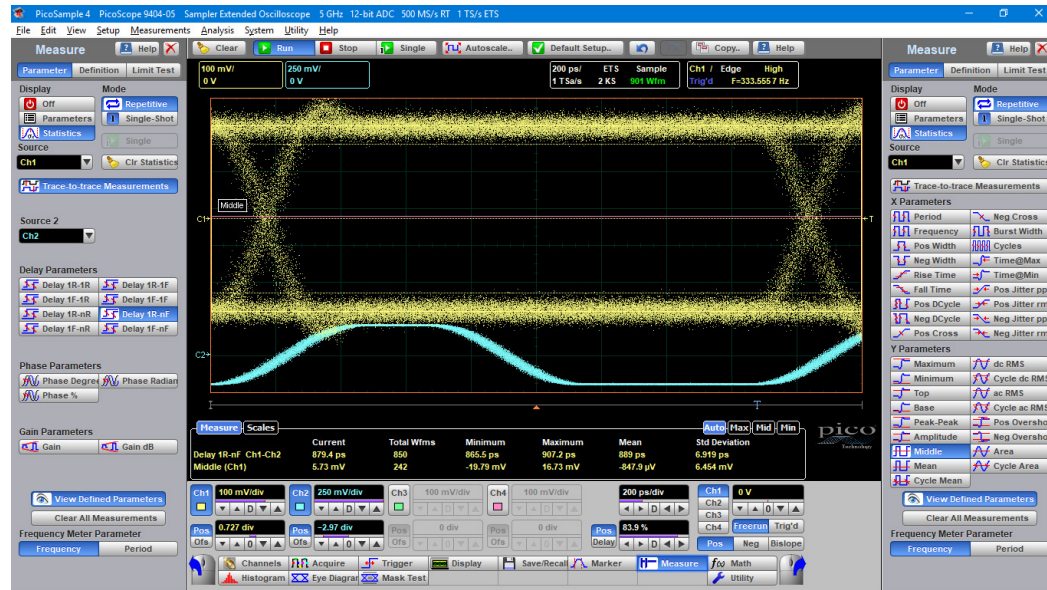 PicoSample 4 PicoScope 9404-05 Sampler Extended Oscilloscope 5 GHz 12-bit ADC 500 MS/s RT 1 TS/s ETS
File Edit View Setup Measurements Analysis System Utility Help
Measure Help
Clear Run Stop Single Autoscale.. Default Setup.. Copy.. Help
Measure Help
Parameter Definition Limit Test
100 mV/ 250 mV/
0 V 0 V
200 ps/ ETS Sample
1 TSa/s 2 KS 901 Wfm
Ch1 / Edge High
Trig'd F=333.5557 Hz
Parameter Definition Limit Test
Display Mode
Off Repetitive
Parameters Single-Shot
Statistics
Single
Source
Ch1 Clr Statistics
Trace-to-trace Measurements
Source 2
Ch2
Delay Parameters
Delay 1R-1R Delay 1R-1F
Delay 1F-1R Delay 1F-1F
Delay 1R-nR Delay 1R-nF
Delay 1F-nR Delay 1F-nF
Phase Parameters
Phase Degree Phase Radian
Phase %
Gain Parameters
Gain Gain dB
View Defined Parameters
Clear All Measurements
Frequency Meter Parameter
Frequency Period
Middle
C1
T
C2
T
Measure Scales Auto Max Mid Min
Current Total Wfms Minimum Maximum Mean Std Deviation
Delay 1R-nF Ch1-Ch2 879.4 ps 850 865.5 ps 907.2 ps 889 ps 6.919 ps
Middle (Ch1) 5.73 mV 242 -19.79 mV 16.73 mV -847.9 µV 6.454 mV
pico
Technology
Ch1 100 mV/div Ch2 250 mV/div Ch3 100 mV/div Ch4 100 mV/div 200 ps/div Ch1 0 V
D D D D D Ch2 0
Ch3
Pos 0.727 div Pos -2.97 div Pos 0 div Pos 0 div Pos 83.9 % Ch4 Freerun Trig'd
Ofs 0 Ofs 0 Ofs 0 Ofs 0 Delay D Pos Neg Bislope
Channels Acquire Trigger Display Save/Recall Marker Measure f(x) Math
Histogram Eye Diagram Mask Test Utility
Display Mode
Off Repetitive
Parameters Single-Shot
Statistics
Single
Source
Ch1 Clr Statistics
Trace-to-trace Measurements
X Parameters
Period Neg Cross
Frequency Burst Width
Pos Width Cycles
Neg Width Time@Max
Rise Time Time@Min
Fall Time Pos Jitter pp
Pos DCycle Pos Jitter rm
Neg DCycle Neg Jitter pp
Pos Cross Neg Jitter rm
Y Parameters
Maximum dc RMS
Minimum Cycle dc RMS
Top ac RMS
Base Cycle ac RMS
Peak-Peak Pos Oversho
Amplitude Neg Oversho
Middle Area
Mean Cycle Area
Cycle Mean
View Defined Parameters
Clear All Measurements
Frequency Meter Parameter
Frequency Period